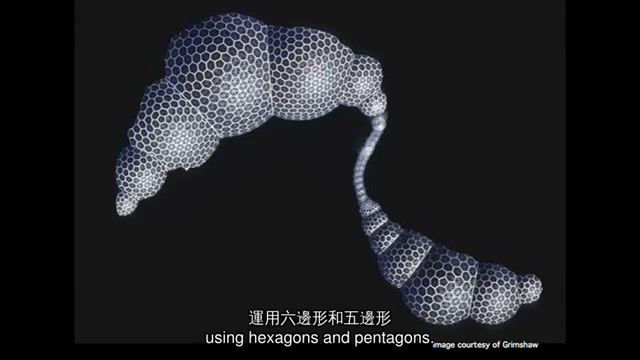 運用六邊形和五邊形
using hexagons and pentagons.
image courtesy of Grimshaw